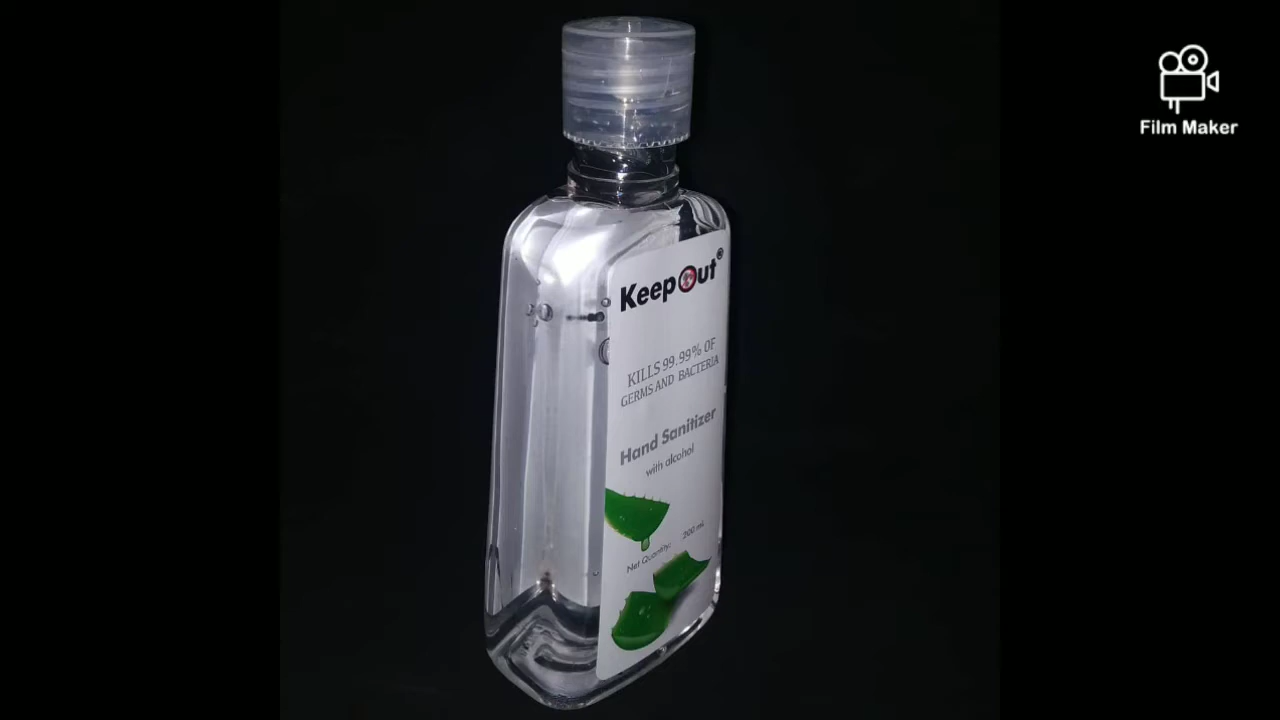 Film Maker
KeepOut®
KILLS 99.99% OF
GERMS AND BACTERIA
Hand Sanitizer
with alcohol
Net Quantity: 200 ml